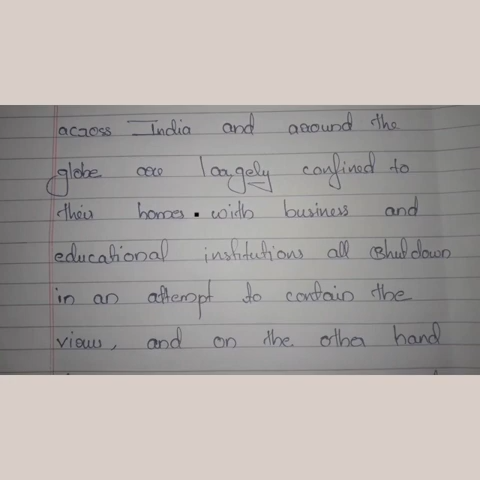 across India and around the
globe are largely confined to
their homes. with business and
educational institutions all Shutdown
in an attempt to contain the
views, and on the other hand